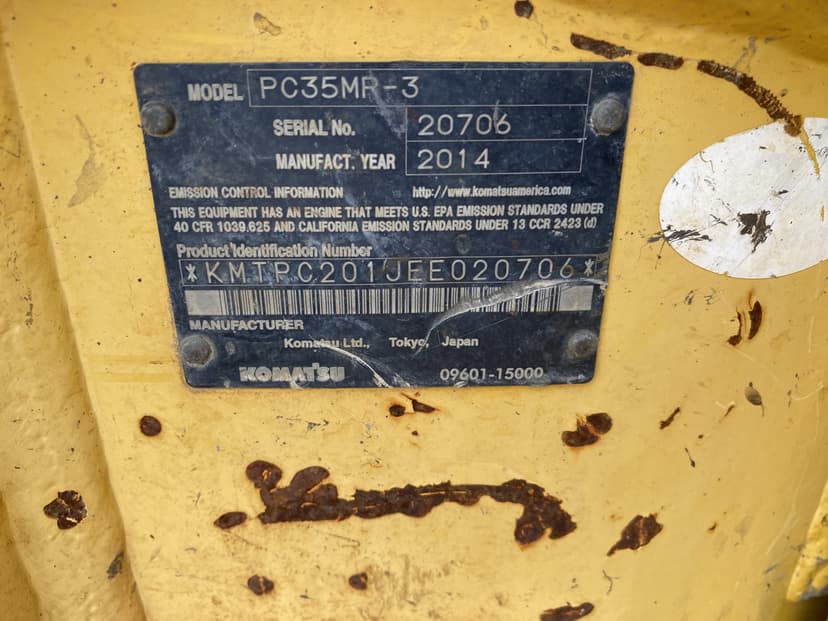 MODEL PC35MR-3
SERIAL No. 20706
MANUFACT. YEAR 2014
EMISSION CONTROL INFORMATION http://www.komatsuamerica.com
THIS EQUIPMENT HAS AN ENGINE THAT MEETS U.S. EPA EMISSION STANDARDS UNDER
40 CFR 1039.625 AND CALIFORNIA EMISSION STANDARDS UNDER 13 CCR 2423 (d)
Product Identification Number
*KMTPC201JEE020706*
MANUFACTURER
Komatsu Ltd., Tokyo, Japan
KOMATSU 09601-15000